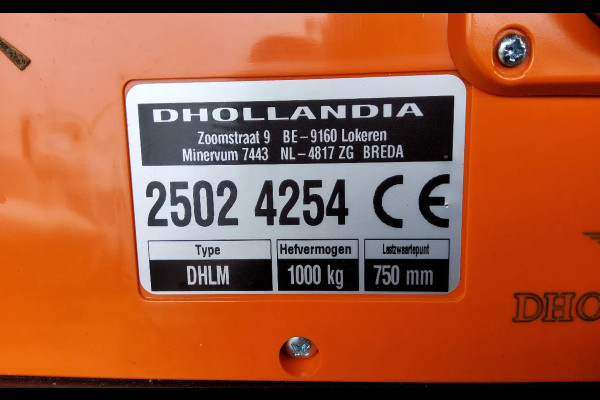 DHOLLANDIA
Zoomstraat 9 BE-9160 Lokeren
Minervum 7443 NL-4817 ZG BREDA
2502 4254 CE
Type Hefvermogen Lastzwaartepunt
DHLM 1000 kg 750 mm
DHO